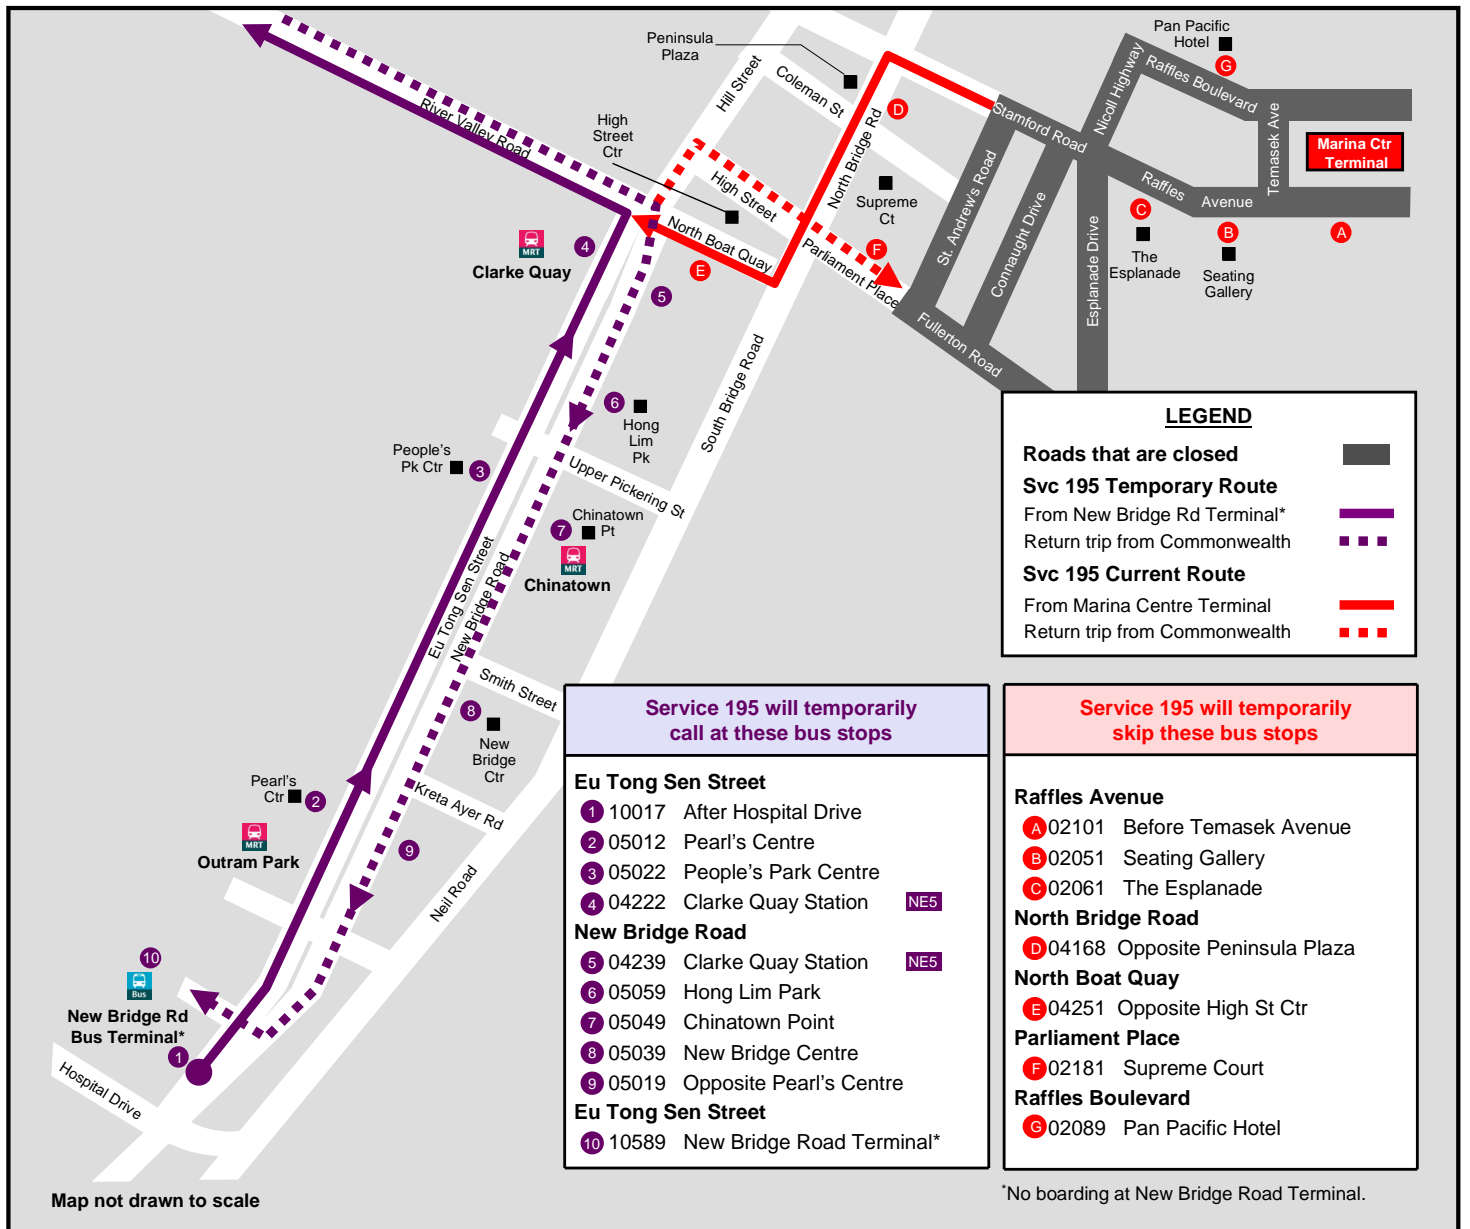 Pan Pacific
Hotel
G
Peninsula
Plaza
Raffles Boulevard
Nicoll Highway
Hill Street
Coleman St
River Valley Road
High
Street
Ctr
D
North Bridge Rd
Stamford Road
Temasek Ave
Marina Ctr
Terminal
High Street
Supreme
Ct
St. Andrew's Road
Connaught Drive
Raffles
Avenue
C
B
A
The
Esplanade
Seating
Gallery
Esplanade Drive
MRT
Clarke Quay
4
North Boat Quay
E
5
Parliament Place
F
Fullerton Road
South Bridge Road
6
Hong
Lim
Pk
People's
Pk Ctr
3
Upper Pickering St
Chinatown
Pt
7
MRT
Chinatown
Eu Tong Sen Street
New Bridge Road
Smith Street
8
New
Bridge
Ctr
Pearl's
Ctr
2
Kreta Ayer Rd
MRT
Outram Park
9
Neil Road
10
Bus
New Bridge Rd
Bus Terminal*
1
Hospital Drive
Map not drawn to scale
LEGEND
Roads that are closed
Svc 195 Temporary Route
From New Bridge Rd Terminal*
Return trip from Commonwealth
Svc 195 Current Route
From Marina Centre Terminal
Return trip from Commonwealth
Service 195 will temporarily
call at these bus stops
Eu Tong Sen Street
1 10017 After Hospital Drive
2 05012 Pearl's Centre
3 05022 People's Park Centre
4 04222 Clarke Quay Station NE5
New Bridge Road
5 04239 Clarke Quay Station NE5
6 05059 Hong Lim Park
7 05049 Chinatown Point
8 05039 New Bridge Centre
9 05019 Opposite Pearl's Centre
Eu Tong Sen Street
10 10589 New Bridge Road Terminal*
Service 195 will temporarily
skip these bus stops
Raffles Avenue
A 02101 Before Temasek Avenue
B 02051 Seating Gallery
C 02061 The Esplanade
North Bridge Road
D 04168 Opposite Peninsula Plaza
North Boat Quay
E 04251 Opposite High St Ctr
Parliament Place
F 02181 Supreme Court
Raffles Boulevard
G 02089 Pan Pacific Hotel
*No boarding at New Bridge Road Terminal.